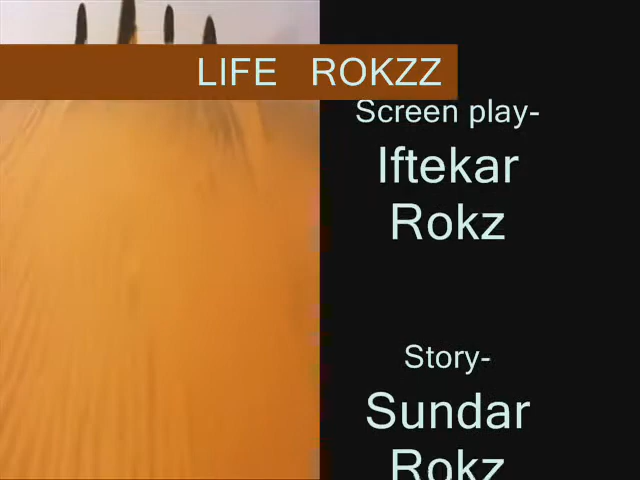 LIFE ROKZZ
Screen play-
Iftekar
Rokz
Story-
Sundar
Rokz